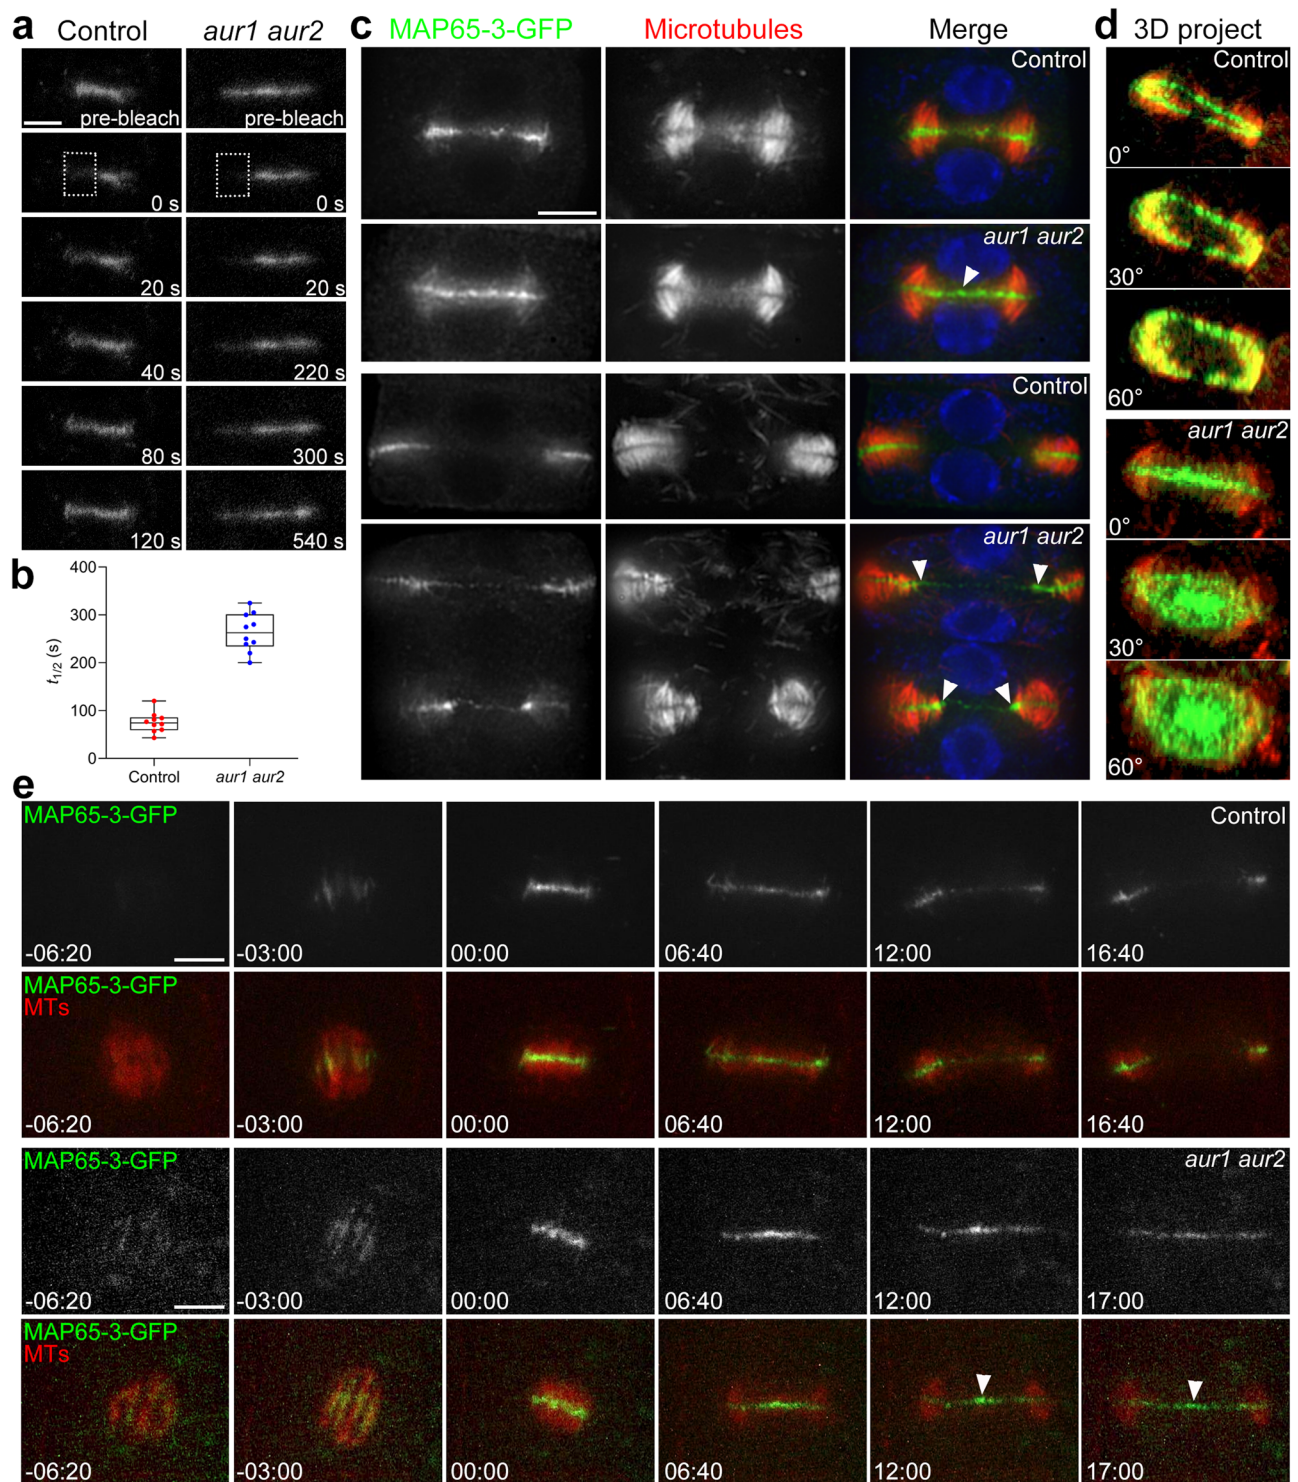 a
Control
aur1 aur2
pre-bleach
pre-bleach
0 s
0 s
20 s
20 s
40 s
220 s
80 s
300 s
120 s
540 s
b
400
300
200
100
0
t1/2 (s)
Control
aur1 aur2
c
MAP65-3-GFP
Microtubules
Merge
Control
aur1 aur2
Control
aur1 aur2
d
3D project
Control
0°
30°
60°
aur1 aur2
0°
30°
60°
e
MAP65-3-GFP
Control
-06:20
-03:00
00:00
06:40
12:00
16:40
MAP65-3-GFP
MTs
-06:20
-03:00
00:00
06:40
12:00
16:40
MAP65-3-GFP
aur1 aur2
-06:20
-03:00
00:00
06:40
12:00
17:00
MAP65-3-GFP
MTs
-06:20
-03:00
00:00
06:40
12:00
17:00